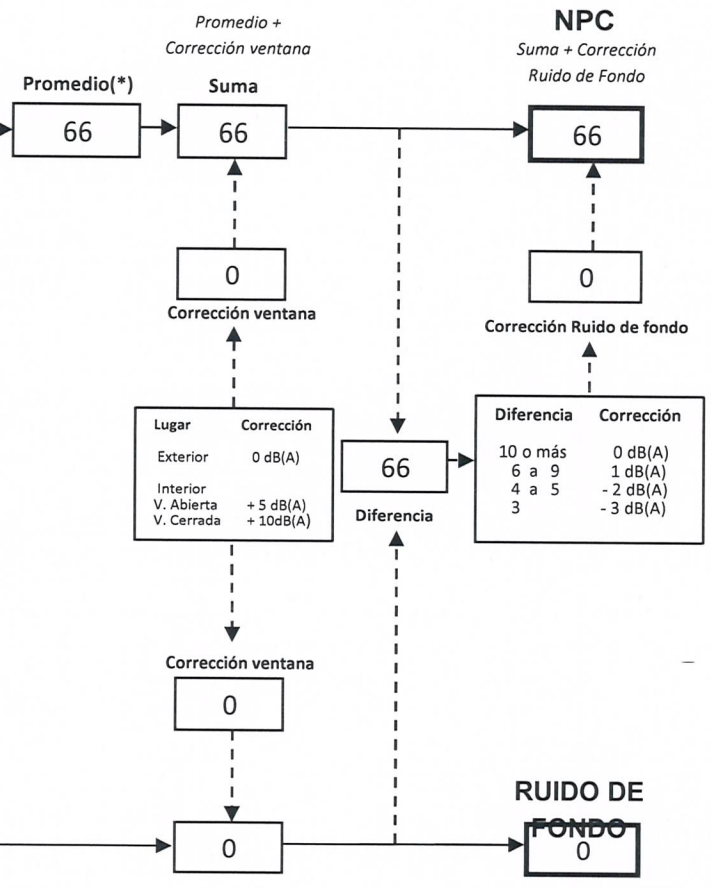 Promedio +
Corrección ventana
NPC
Suma + Corrección
Ruido de Fondo
Promedio(*)
Suma
66
66
66
0
Corrección ventana
0
Corrección Ruido de fondo
Lugar Corrección
Exterior 0 dB(A)
Interior
V. Abierta + 5 dB(A)
V. Cerrada + 10dB(A)
66
Diferencia
Diferencia Corrección
10 o más 0 dB(A)
6 a 9 1 dB(A)
4 a 5 - 2 dB(A)
3 - 3 dB(A)
Corrección ventana
0
0
RUIDO DE
FONDO
0